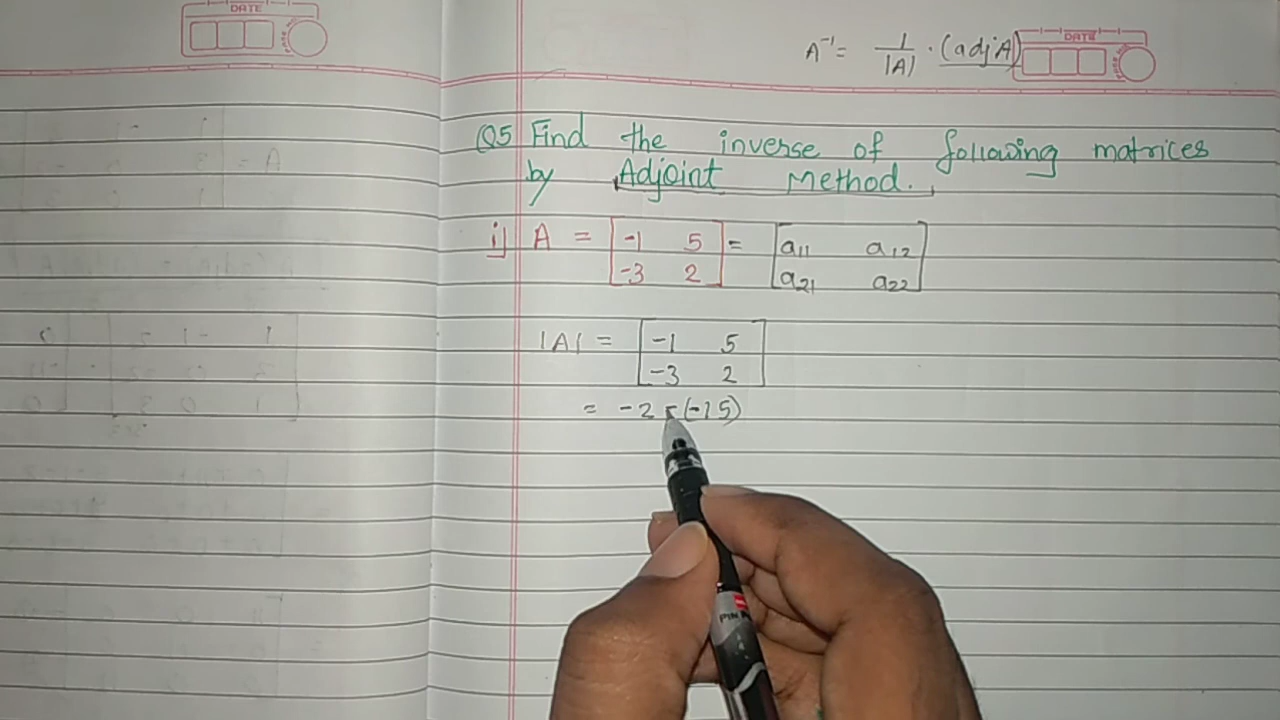 DATE
DATE
A⁻¹ = 1/|A| · (adj A)
Q5 Find the inverse of following matrices
by Adjoint Method.
i) A = [-1 5 = [a₁₁ a₁₂
-3 2] a₂₁ a₂₂]
|A| = [-1 5
-3 2]
= -2 - (-15)
PIN